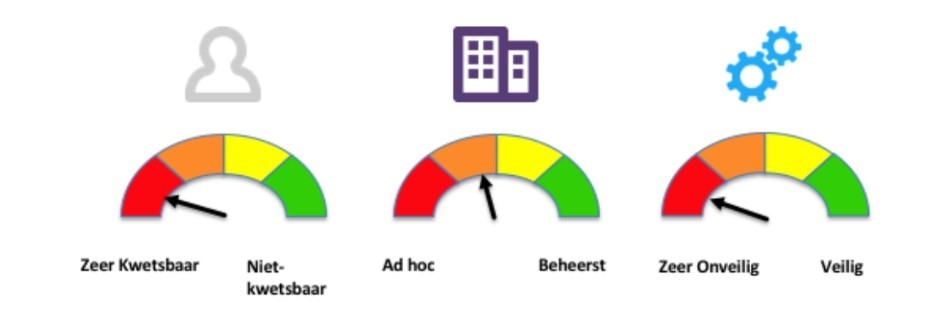 Zeer Kwetsbaar
Niet-
kwetsbaar
Ad hoc
Beheerst
Zeer Onveilig
Veilig